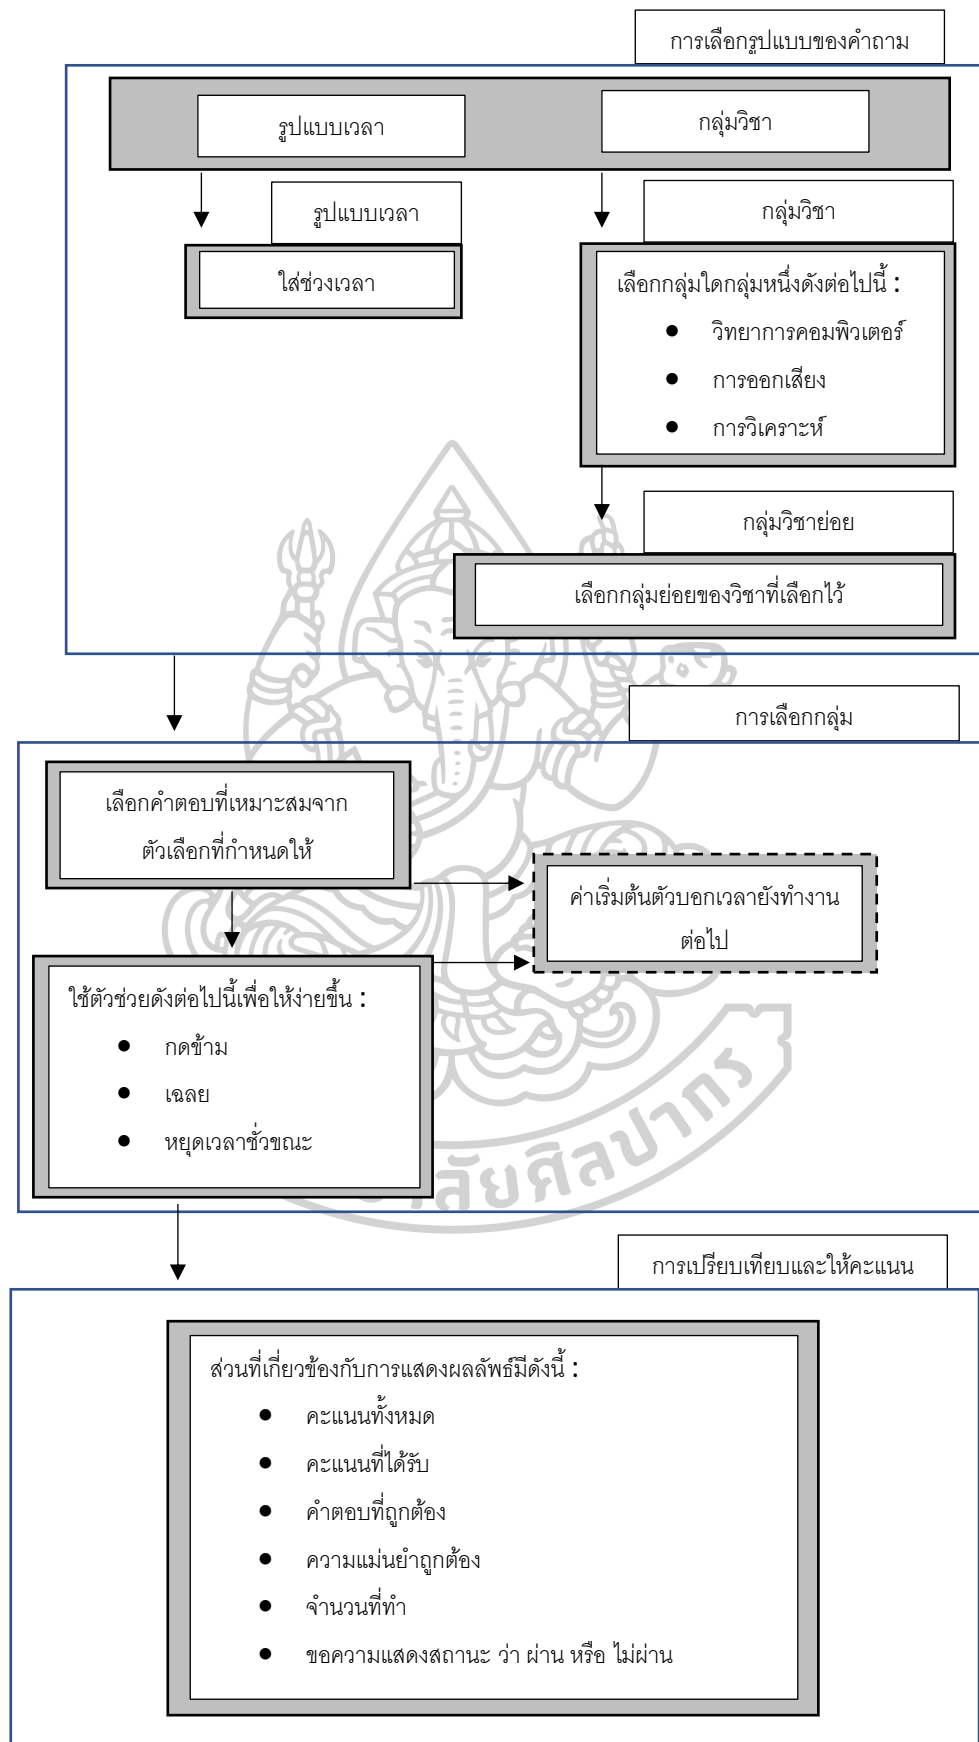 การเลือกรูปแบบของคำถาม
รูปแบบเวลา
กลุ่มวิชา
รูปแบบเวลา
กลุ่มวิชา
ใส่ช่วงเวลา
เลือกกลุ่มใดกลุ่มหนึ่งดังต่อไปนี้ :
● วิทยาการคอมพิวเตอร์
● การออกเสียง
● การวิเคราะห์
กลุ่มวิชาย่อย
เลือกกลุ่มย่อยของวิชาที่เลือกไว้
การเลือกกลุ่ม
เลือกคำตอบที่เหมาะสมจาก
ตัวเลือกที่กำหนดให้
ค่าเริ่มต้นตัวบอกเวลายังทำงาน
ต่อไป
ใช้ตัวช่วยดังต่อไปนี้เพื่อให้ง่ายขึ้น :
● กดข้าม
● เฉลย
● หยุดเวลาชั่วขณะ
ลัยศิลปากร
การเปรียบเทียบและให้คะแนน
ส่วนที่เกี่ยวข้องกับการแสดงผลลัพธ์มีดังนี้ :
● คะแนนทั้งหมด
● คะแนนที่ได้รับ
● คำตอบที่ถูกต้อง
● ความแม่นยำถูกต้อง
● จำนวนที่ทำ
● ขอความแสดงสถานะ ว่า ผ่าน หรือ ไม่ผ่าน